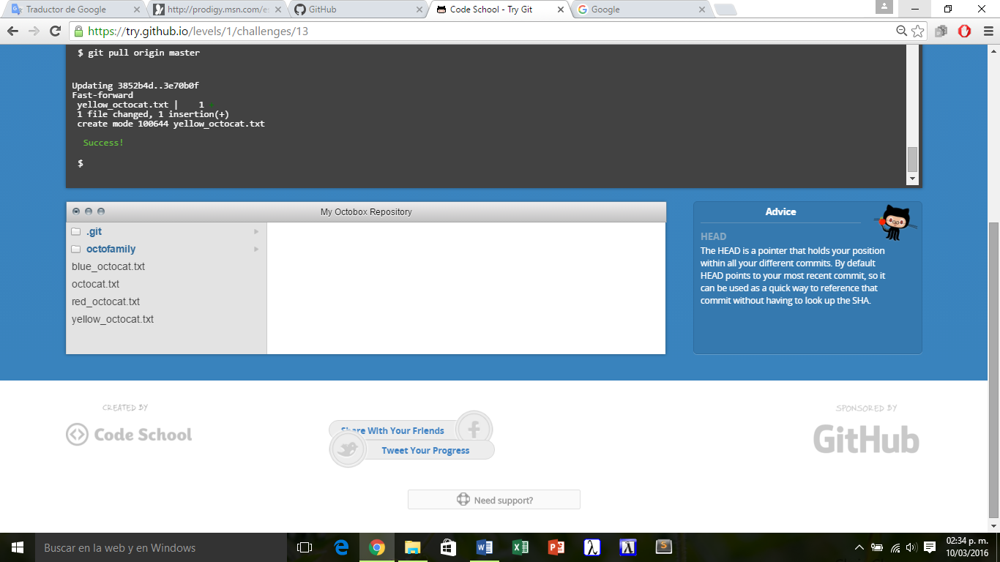 Traductor de Google
http://prodigy.msn.com/es
GitHub
Code School - Try Git
Google
https://try.github.io/levels/1/challenges/13
$ git pull origin master
Updating 3852b4d..3e70b0f
Fast-forward
yellow_octocat.txt | 1 +
1 file changed, 1 insertion(+)
create mode 100644 yellow_octocat.txt
Success!
$
My Octobox Repository
.git
octofamily
blue_octocat.txt
octocat.txt
red_octocat.txt
yellow_octocat.txt
Advice
HEAD
The HEAD is a pointer that holds your position
within all your different commits. By default
HEAD points to your most recent commit, so it
can be used as a quick way to reference that
commit without having to look up the SHA.
CREATED BY
Code School
Share With Your Friends
Tweet Your Progress
SPONSORED BY
GitHub
Need support?
Buscar en la web y en Windows
02:34 p. m.
10/03/2016